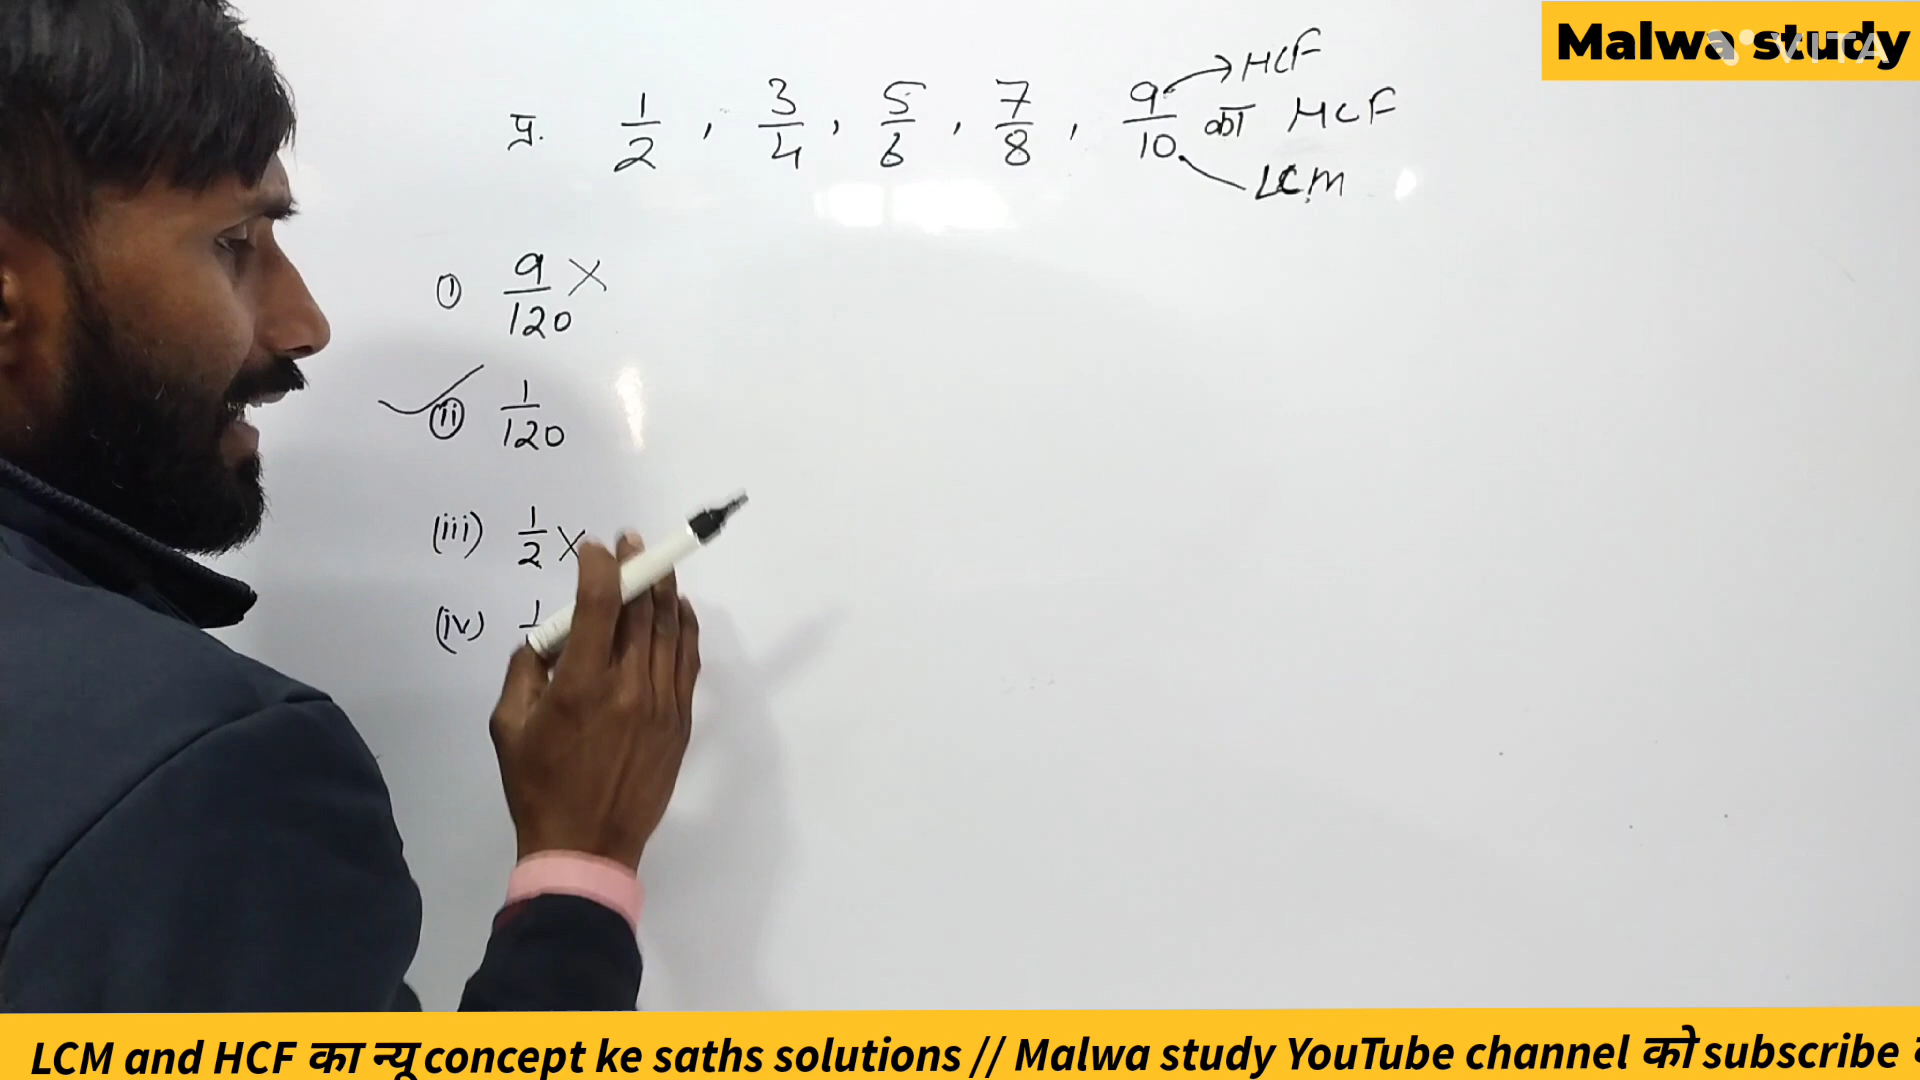 Malwa study
VITA
प्र. 1/2 , 3/4 , 5/6 , 7/8 , 9/10 का HCF
→ HCF
LCM
(i) 9/120 ×
✓ (ii) 1/120
(iii) 1/2 ×
(iv) 1
LCM and HCF का न्यू concept ke saths solutions // Malwa study YouTube channel को subscribe